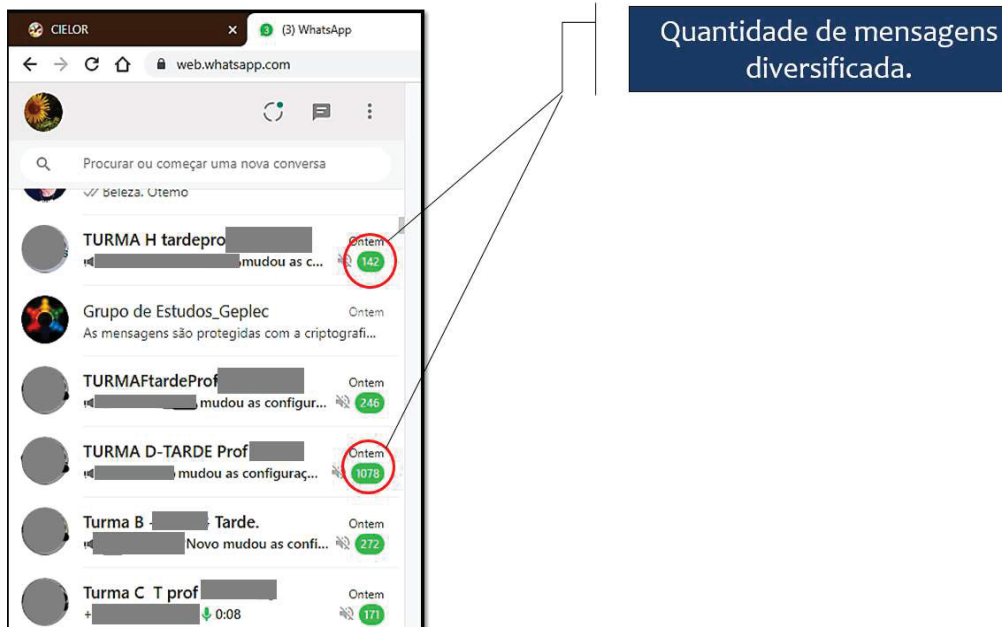 CIELOR
(3) WhatsApp
web.whatsapp.com
Quantidade de mensagens
diversificada.
Procurar ou começar uma nova conversa
Beleza. Otemo
TURMA H tardepro Ontem
mudou as c... 142
Grupo de Estudos_Geplec Ontem
As mensagens são protegidas com a criptografi...
TURMAFtardeProf Ontem
mudou as configur... 246
TURMA D-TARDE Prof Ontem
mudou as configuraç... 1078
Turma B - Tarde. Ontem
Novo mudou as confi... 272
Turma C T prof Ontem
+ 0:08 171